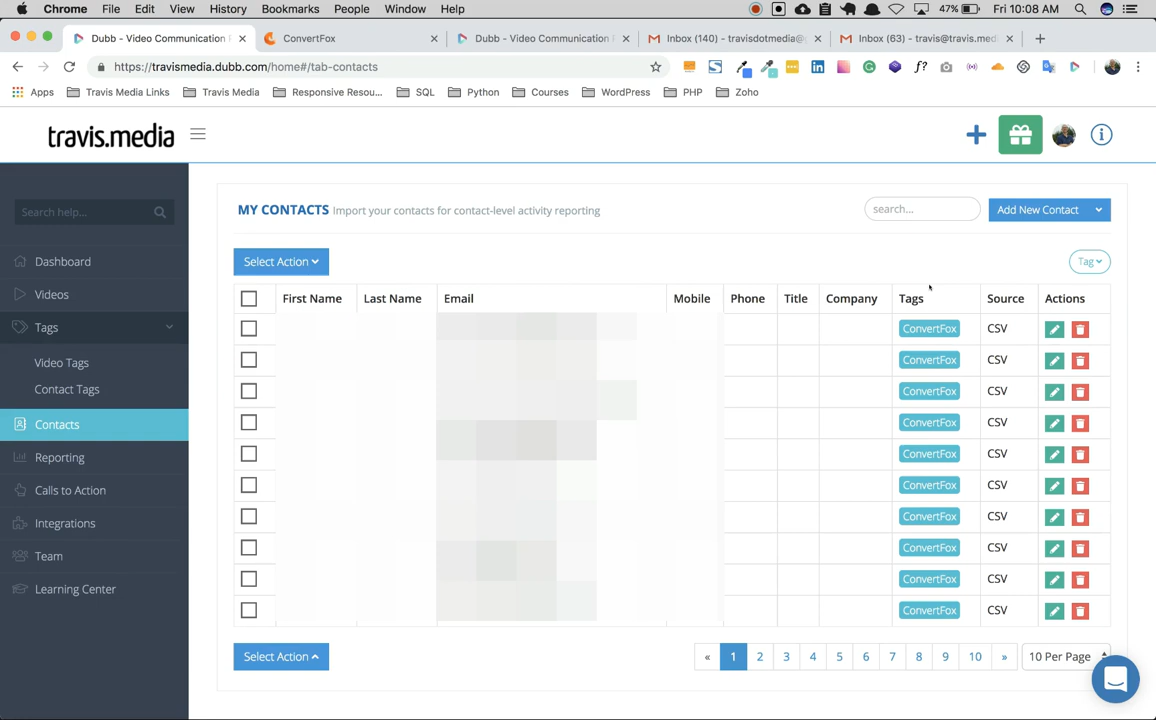 Chrome File Edit View History Bookmarks People Window Help 47% Fri 10:08 AM
Dubb - Video Communication ConvertFox Dubb - Video Communication Inbox (140) - travisdotmedia@ Inbox (63) - travis@travis.med
https://travismedia.dubb.com/home#/tab-contacts
Apps Travis Media Links Travis Media Responsive Resou... SQL Python Courses WordPress PHP Zoho
travis.media
Search help...
Dashboard
Videos
Tags
Video Tags
Contact Tags
Contacts
Reporting
Calls to Action
Integrations
Team
Learning Center
MY CONTACTS Import your contacts for contact-level activity reporting
search... Add New Contact
Select Action Tag
First Name Last Name Email Mobile Phone Title Company Tags Source Actions
ConvertFox CSV
ConvertFox CSV
ConvertFox CSV
ConvertFox CSV
ConvertFox CSV
ConvertFox CSV
ConvertFox CSV
ConvertFox CSV
ConvertFox CSV
ConvertFox CSV
Select Action « 1 2 3 4 5 6 7 8 9 10 » 10 Per Page